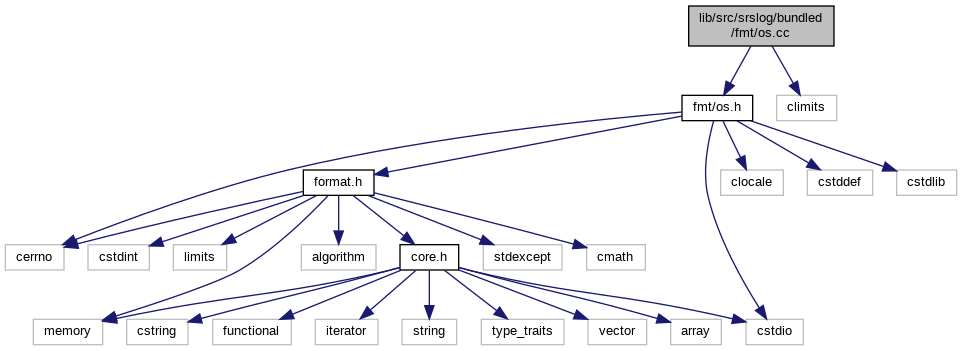 lib/src/srslog/bundled
/fmt/os.cc
fmt/os.h
climits
format.h
clocale
cstddef
cstdlib
cerrno
cstdint
limits
algorithm
core.h
stdexcept
cmath
memory
cstring
functional
iterator
string
type_traits
vector
array
cstdio